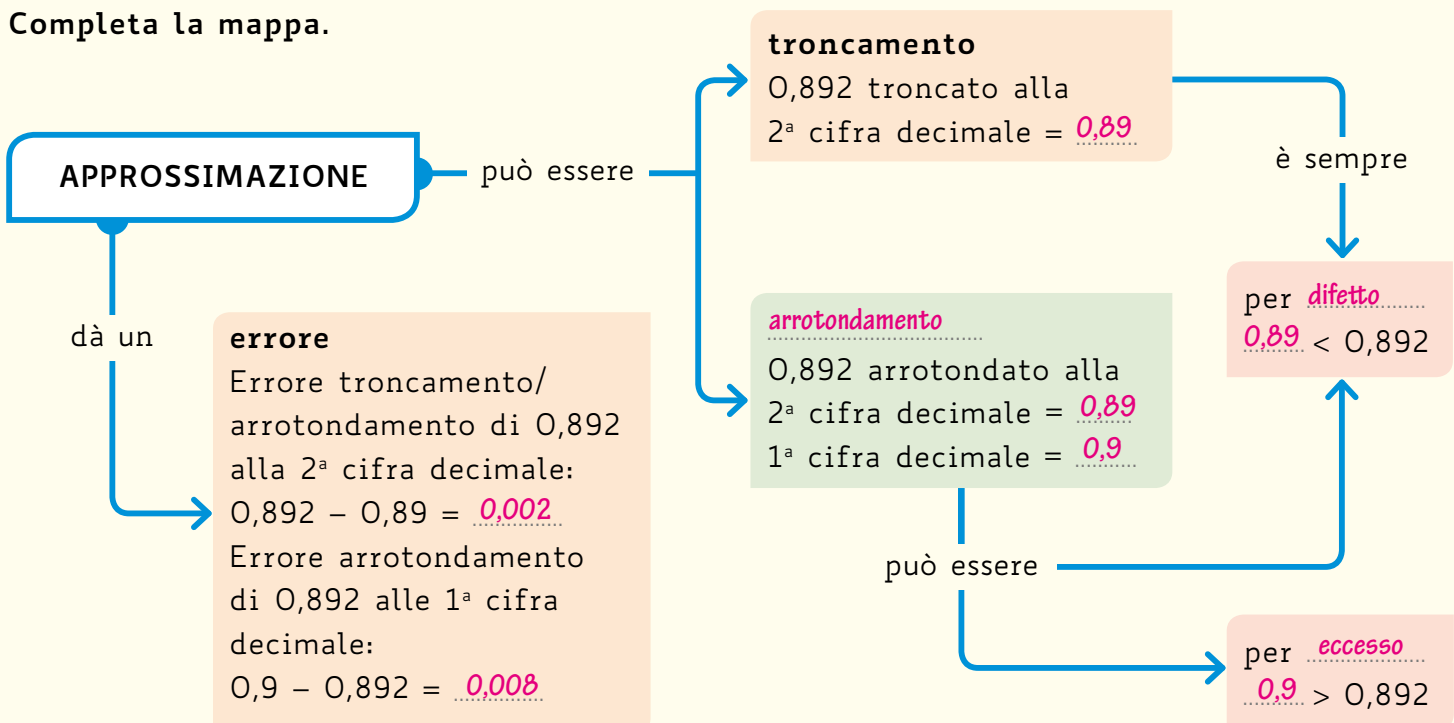 Completa la mappa.
APPROSSIMAZIONE
può essere
troncamento
0,892 troncato alla
2ª cifra decimale = 0,89
è sempre
per difetto
0,89 < 0,892
arrotondamento
0,892 arrotondato alla
2ª cifra decimale = 0,89
1ª cifra decimale = 0,9
può essere
per eccesso
0,9 > 0,892
dà un
errore
Errore troncamento/
arrotondamento di 0,892
alla 2ª cifra decimale:
0,892 – 0,89 = 0,002
Errore arrotondamento
di 0,892 alle 1ª cifra
decimale:
0,9 – 0,892 = 0,008